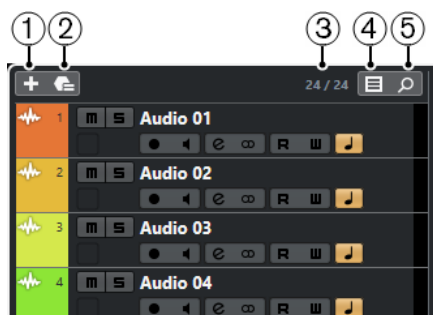 1 2 3 4 5
24 / 24
1 m S Audio 01
R W
2 m S Audio 02
R W
3 m S Audio 03
R W
4 m S Audio 04
R W